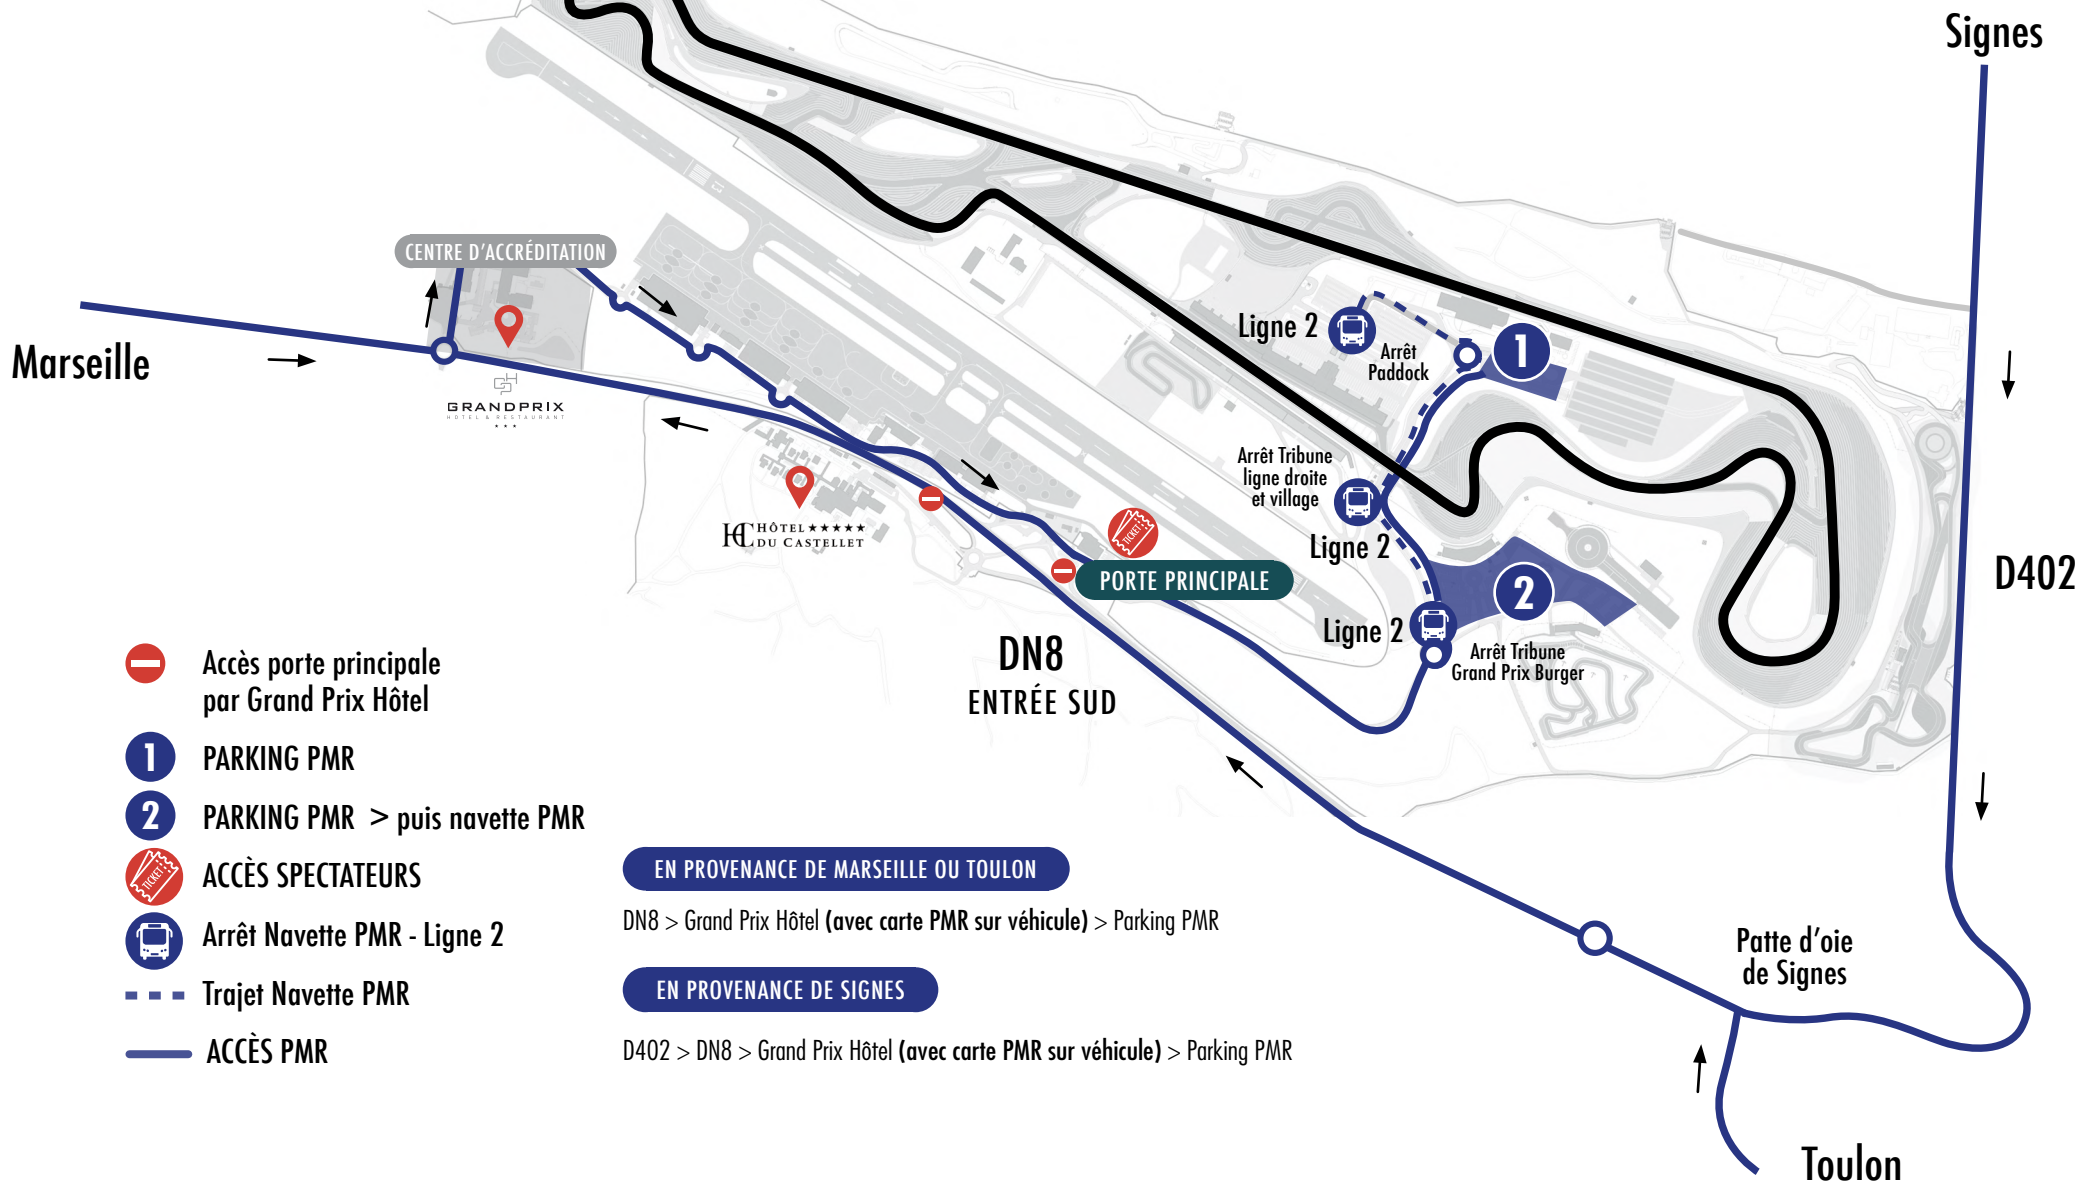 Signes
CENTRE D'ACCRÉDITATION
Marseille
GRANDPRIX
HOTEL & RESTAURANT
Ligne 2
Arrêt
Paddock
1
Arrêt Tribune
ligne droite
et village
Ligne 2
HC HÔTEL ★★★★★
DU CASTELLET
TICKET
PORTE PRINCIPALE
2
D402
Ligne 2
Arrêt Tribune
Grand Prix Burger
DN8
ENTRÉE SUD
Accès porte principale
par Grand Prix Hôtel
1 PARKING PMR
2 PARKING PMR > puis navette PMR
TICKET ACCÈS SPECTATEURS
Arrêt Navette PMR - Ligne 2
Trajet Navette PMR
ACCÈS PMR
EN PROVENANCE DE MARSEILLE OU TOULON
DN8 > Grand Prix Hôtel (avec carte PMR sur véhicule) > Parking PMR
EN PROVENANCE DE SIGNES
D402 > DN8 > Grand Prix Hôtel (avec carte PMR sur véhicule) > Parking PMR
Patte d'oie
de Signes
Toulon